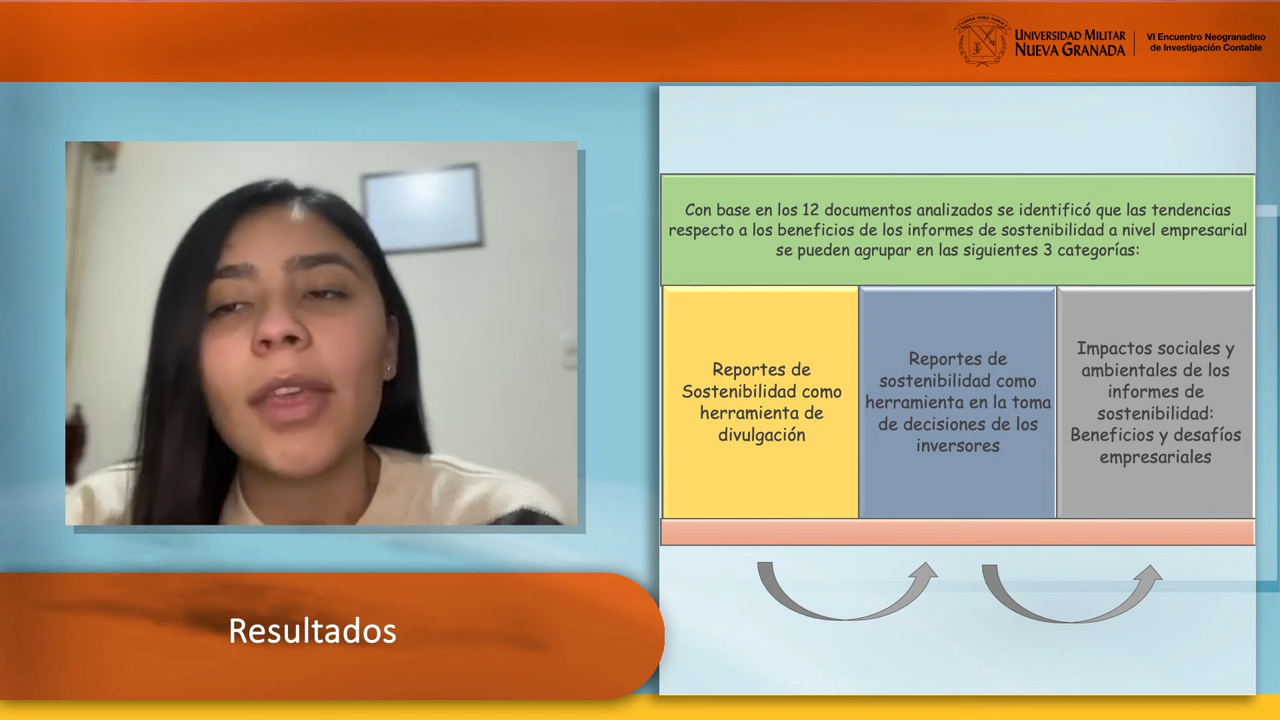 UNIVERSIDAD MILITAR
NUEVA GRANADA
VI Encuentro Neogranadino
de Investigación Contable
Con base en los 12 documentos analizados se identificó que las tendencias
respecto a los beneficios de los informes de sostenibilidad a nivel empresarial
se pueden agrupar en las siguientes 3 categorías:
Reportes de
Sostenibilidad como
herramienta de
divulgación
Reportes de
sostenibilidad como
herramienta en la toma
de decisiones de los
inversores
Impactos sociales y
ambientales de los
informes de
sostenibilidad:
Beneficios y desafíos
empresariales
Resultados